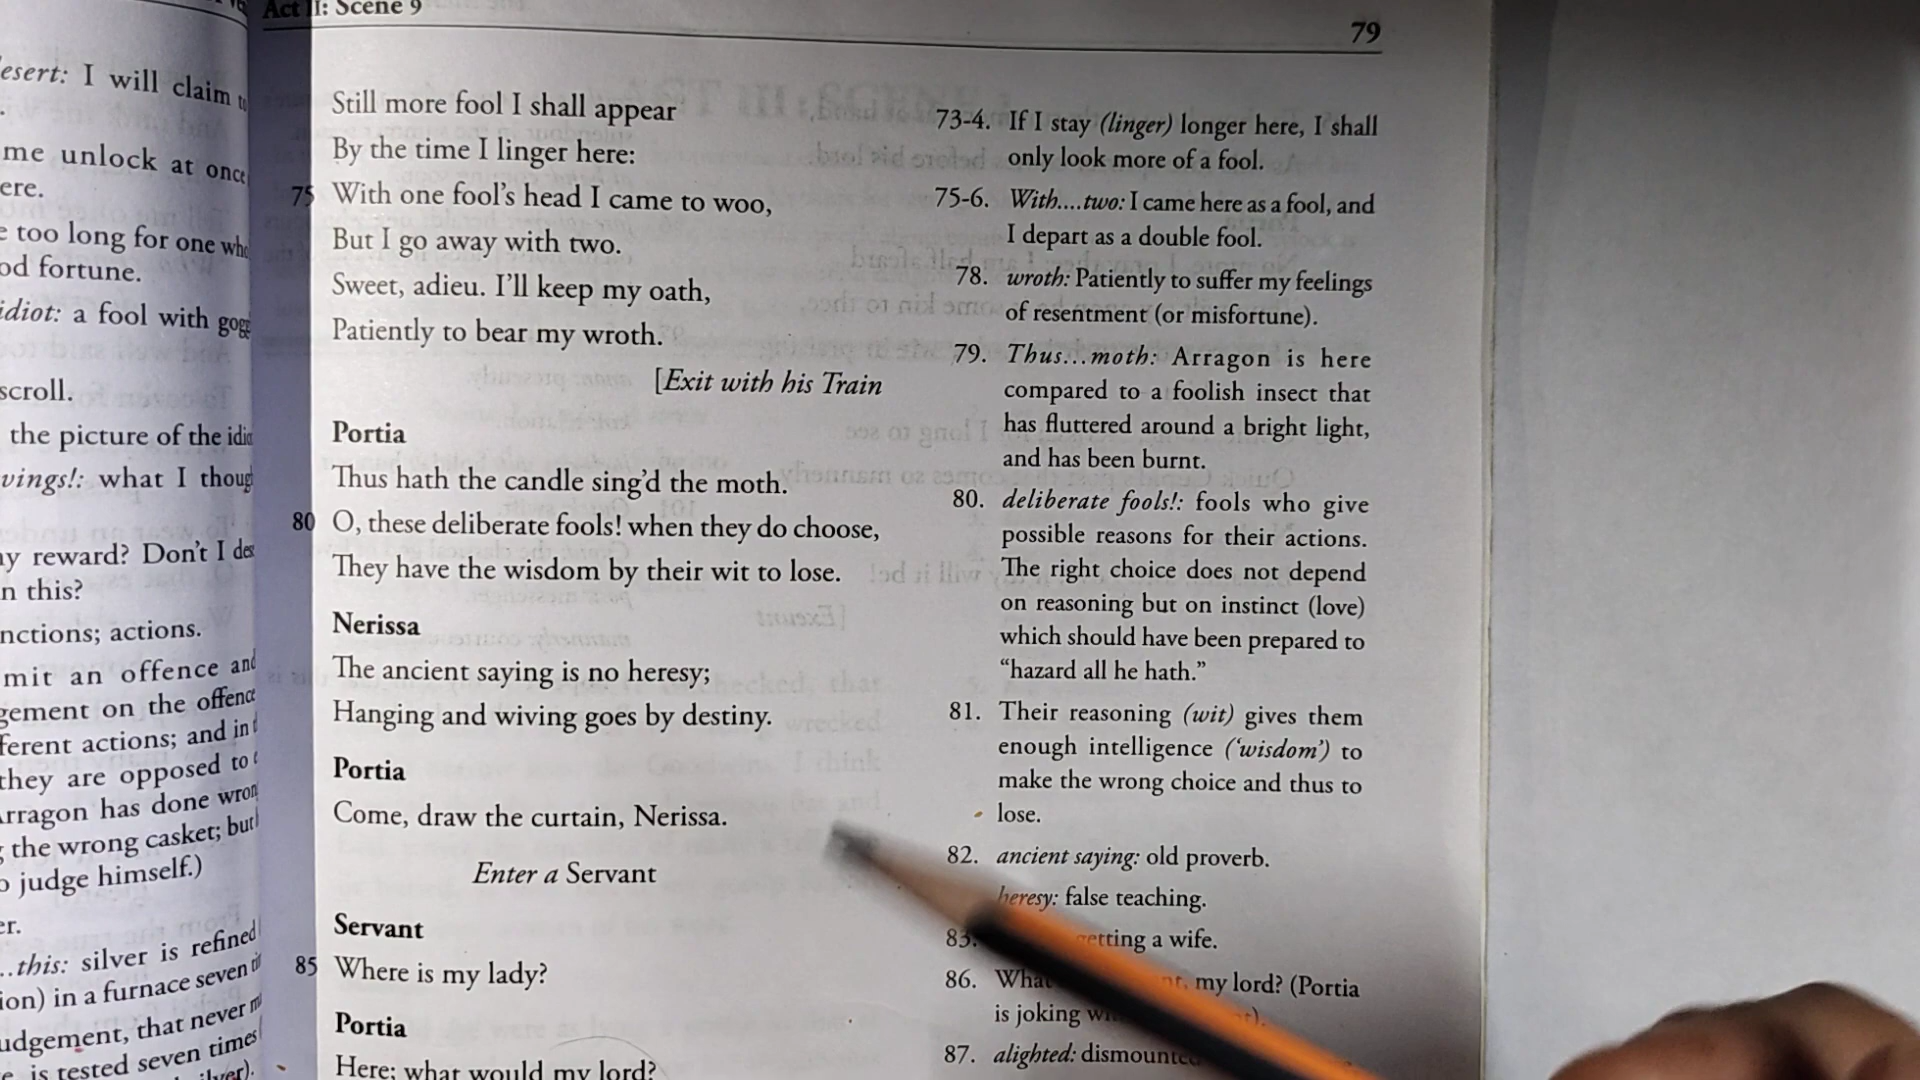 Act II: Scene 9
79
esert: I will claim
me unlock at once
ere.
too long for one who
od fortune.
idiot: a fool with
scroll.
the picture of the
vings!: what I
y reward? Don't I
n this?
nctions; actions.
mit an offence and
gement on the offence
ferent actions; and in
they are opposed to
rragon has done
the wrong casket; but
o judge himself.)
er.
...this: silver is refined
ion) in a furnace seven
udgement, that never
is tested seven times
Still more fool I shall appear
By the time I linger here:
75 With one fool's head I came to woo,
But I go away with two.
Sweet, adieu. I'll keep my oath,
Patiently to bear my wroth.
[Exit with his Train
Portia
Thus hath the candle sing'd the moth.
80 O, these deliberate fools! when they do choose,
They have the wisdom by their wit to lose.
Nerissa
The ancient saying is no heresy;
Hanging and wiving goes by destiny.
Portia
Come, draw the curtain, Nerissa.
Enter a Servant
Servant
85 Where is my lady?
Portia
Here; what would my lord?
73-4. If I stay (linger) longer here, I shall
only look more of a fool.
75-6. With....two: I came here as a fool, and
I depart as a double fool.
78. wroth: Patiently to suffer my feelings
of resentment (or misfortune).
79. Thus...moth: Arragon is here
compared to a foolish insect that
has fluttered around a bright light,
and has been burnt.
80. deliberate fools!: fools who give
possible reasons for their actions.
The right choice does not depend
on reasoning but on instinct (love)
which should have been prepared to
"hazard all he hath."
81. Their reasoning (wit) gives them
enough intelligence ('wisdom') to
make the wrong choice and thus to
lose.
82. ancient saying: old proverb.
heresy: false teaching.
83. getting a wife.
86. my lord? (Portia
is joking
87. alighted: dismounted